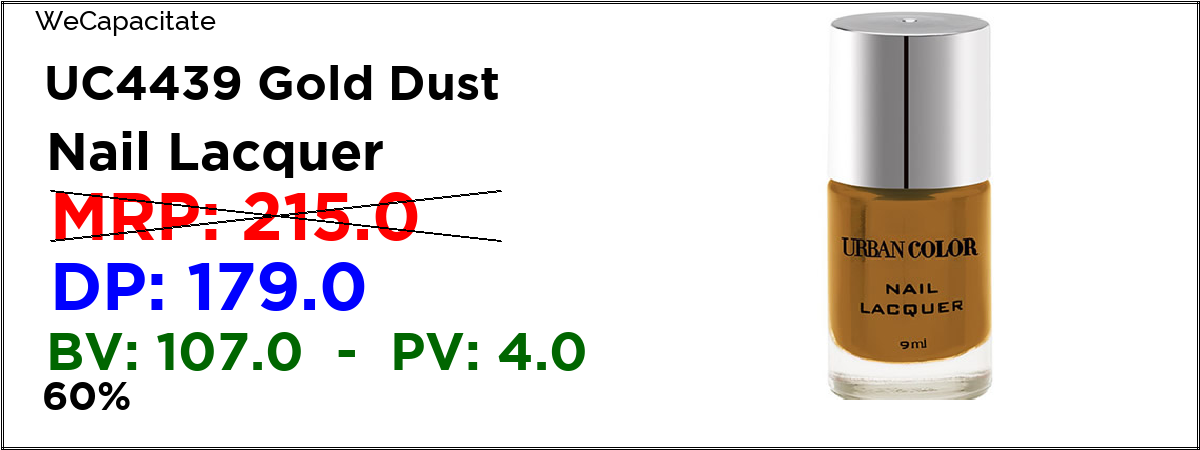 WeCapacitate
UC4439 Gold Dust
Nail Lacquer
MRP: 215.0
DP: 179.0
BV: 107.0 - PV: 4.0
60%
URBAN COLOR
NAIL
LACQUER
9ml